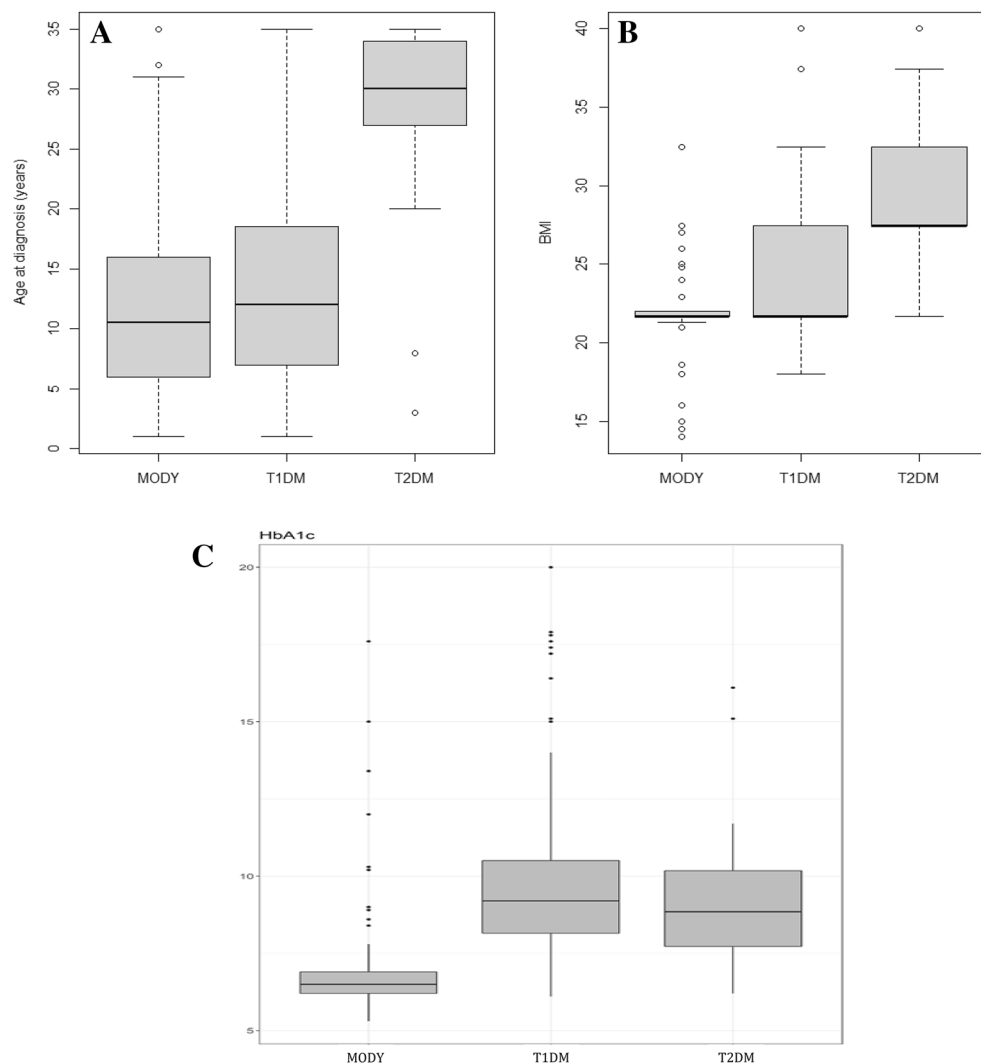 A
Age at diagnosis (years)
35
30
25
20
15
10
5
0
MODY T1DM T2DM
B
BMI
40
35
30
25
20
15
MODY T1DM T2DM
C
HbA1c
20
15
10
5
MODY T1DM T2DM